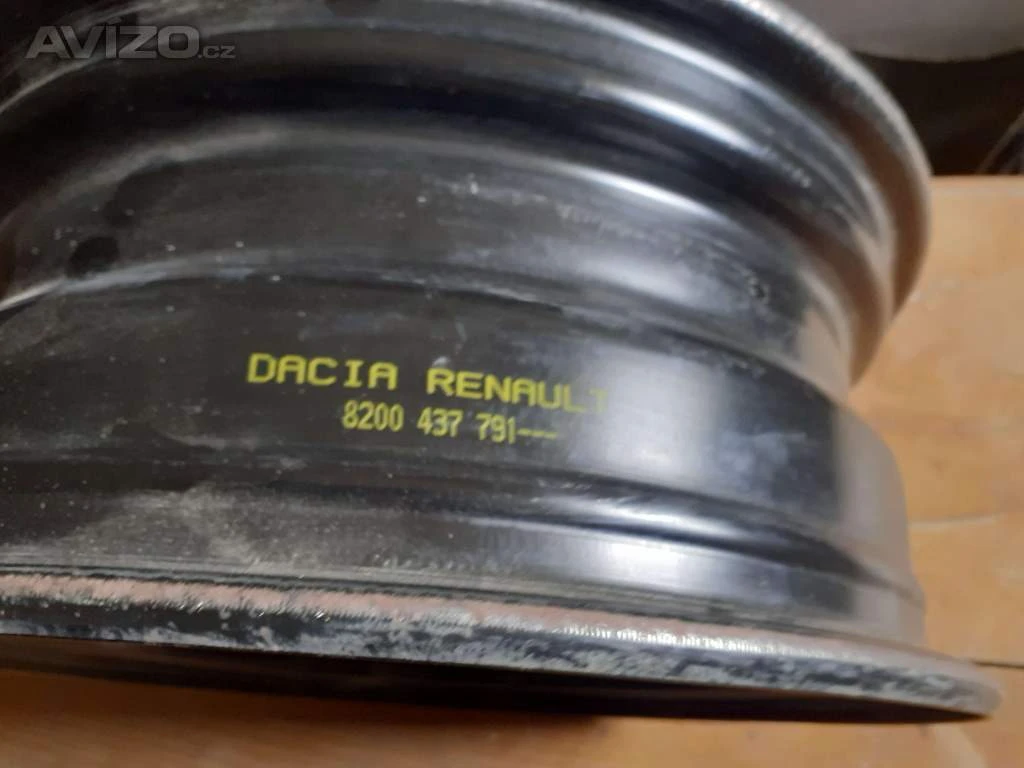 AVIZO.cz
DACIA RENAULT
8200 437 791---